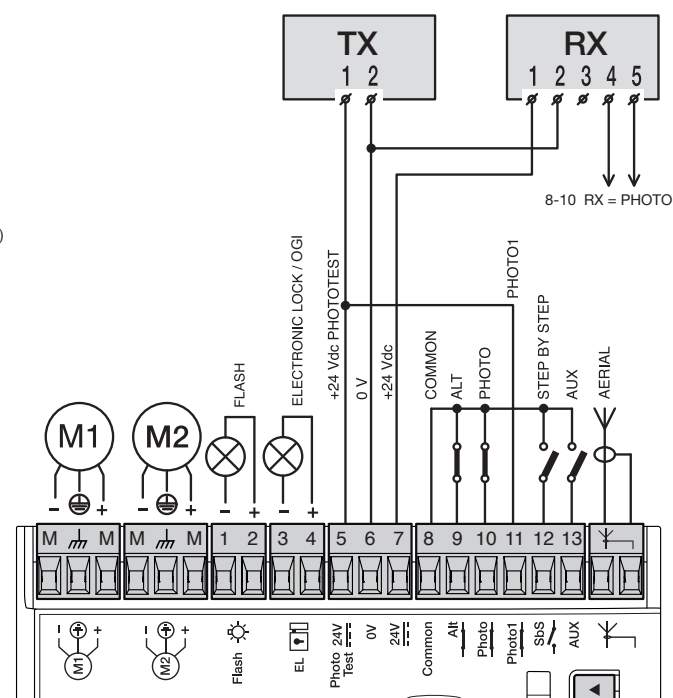 TX
1 2
RX
1 2 3 4 5
8-10 RX = PHOTO
)
FLASH
ELECTRONIC LOCK / OGI
+24 Vdc PHOTOTEST
0 V
+24 Vdc
COMMON
ALT
PHOTO
PHOTO1
STEP BY STEP
AUX
AERIAL
M1
M2
- +
- +
- +
- +
M M M M 1 2 3 4 5 6 7 8 9 10 11 12 13
- +
M1
- +
M2
Flash
EL
Photo 24V
Test
0V
24V
Common
Alt
Photo
Photo1
SbS
AUX